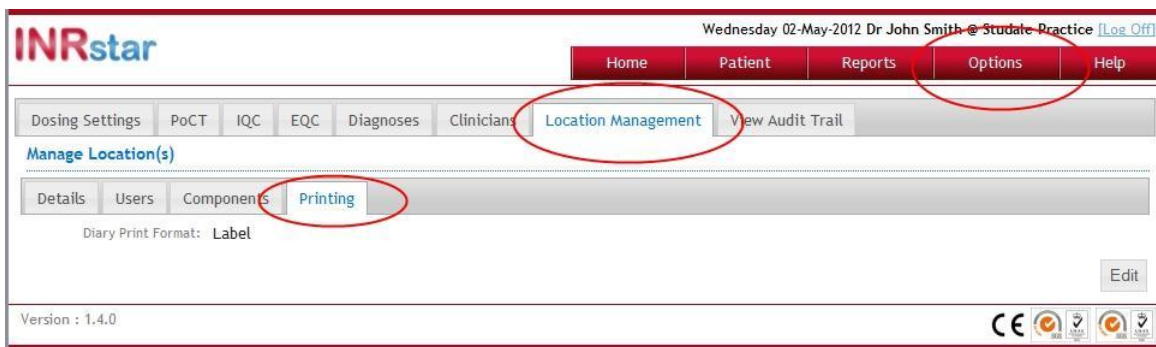 INRstar
Wednesday 02-May-2012 Dr John Smith @ Studale Practice [Log Off]
Home Patient Reports Options Help
Dosing Settings PoCT IQC EQC Diagnoses Clinicians Location Management View Audit Trail
Manage Location(s)
Details Users Components Printing
Diary Print Format: Label
Edit
Version : 1.4.0
CE